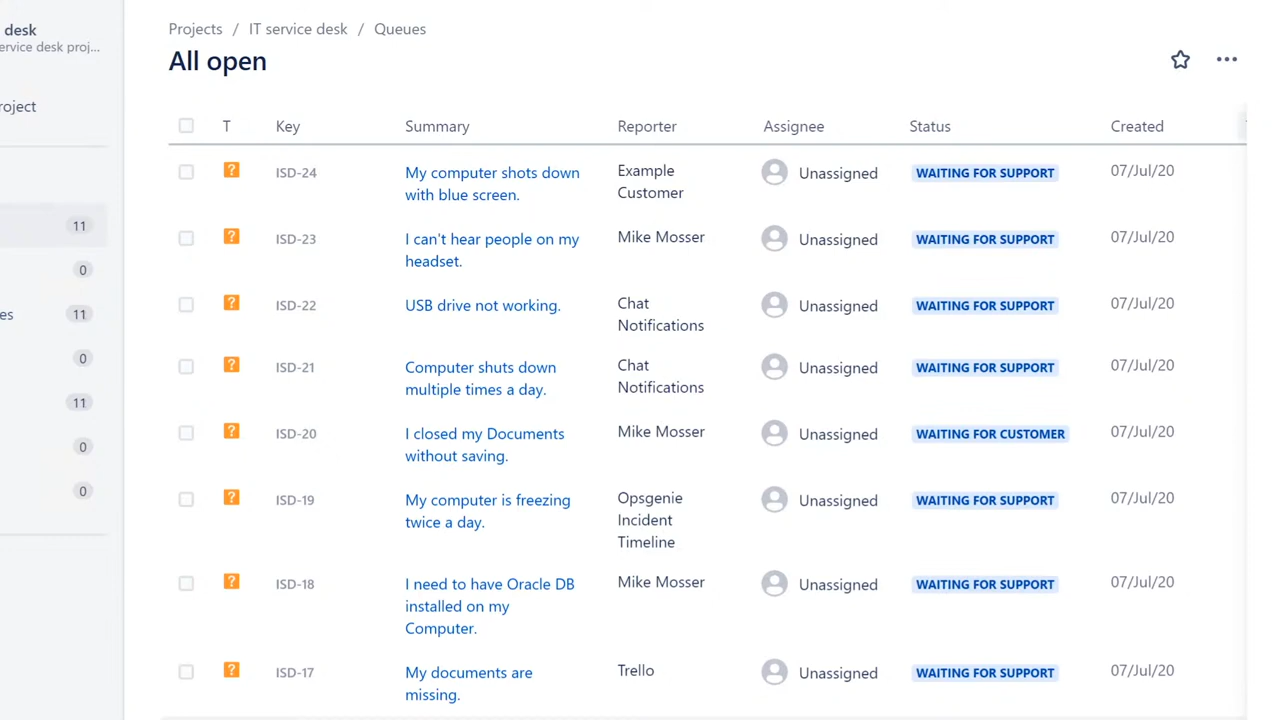 desk
ervice desk proj...
roject
11
0
es 11
0
11
0
0
Projects / IT service desk / Queues
All open
T Key Summary Reporter Assignee Status Created
? ISD-24 My computer shots down with blue screen. Example Customer Unassigned WAITING FOR SUPPORT 07/Jul/20
? ISD-23 I can't hear people on my headset. Mike Mosser Unassigned WAITING FOR SUPPORT 07/Jul/20
? ISD-22 USB drive not working. Chat Notifications Unassigned WAITING FOR SUPPORT 07/Jul/20
? ISD-21 Computer shuts down multiple times a day. Chat Notifications Unassigned WAITING FOR SUPPORT 07/Jul/20
? ISD-20 I closed my Documents without saving. Mike Mosser Unassigned WAITING FOR CUSTOMER 07/Jul/20
? ISD-19 My computer is freezing twice a day. Opsgenie Incident Timeline Unassigned WAITING FOR SUPPORT 07/Jul/20
? ISD-18 I need to have Oracle DB installed on my Computer. Mike Mosser Unassigned WAITING FOR SUPPORT 07/Jul/20
? ISD-17 My documents are missing. Trello Unassigned WAITING FOR SUPPORT 07/Jul/20